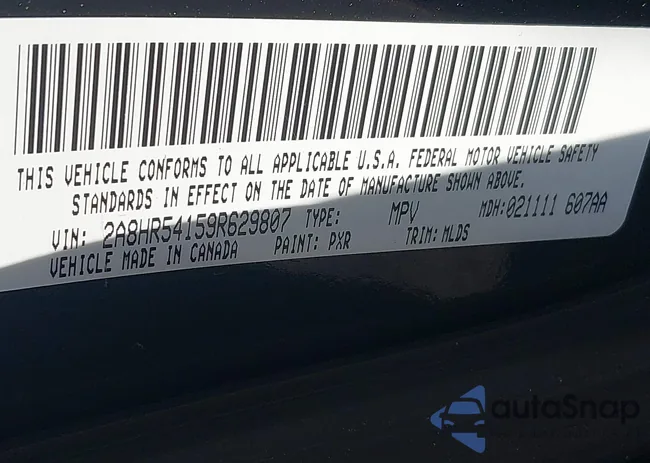 THIS VEHICLE CONFORMS TO ALL APPLICABLE U.S.A. FEDERAL MOTOR VEHICLE SAFETY
STANDARDS IN EFFECT ON THE DATE OF MANUFACTURE SHOWN ABOVE.
VIN: 2A8HR54159R629807 TYPE: MPV MDH:021111 607AA
VEHICLE MADE IN CANADA PAINT: PXR TRIM: MLDS
autoSnap